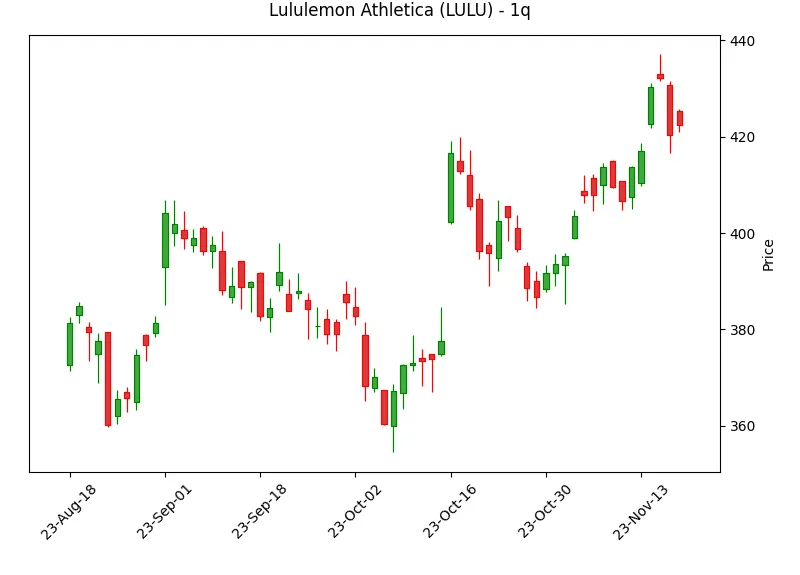 Lululemon Athletica (LULU) - 1q
440
420
400
380
360
Price
23-Aug-18
23-Sep-01
23-Sep-18
23-Oct-02
23-Oct-16
23-Oct-30
23-Nov-13